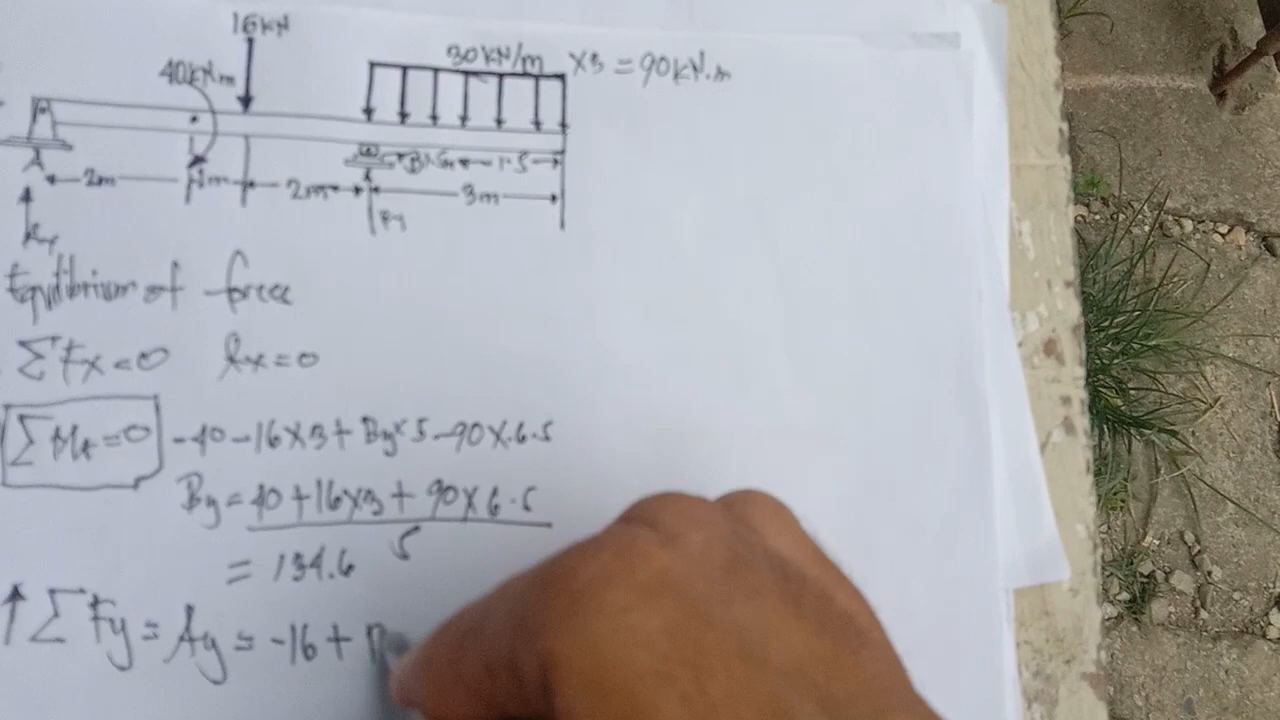 16KN
30KN/m ×3 = 90KN.m
40KN m
1.5
2m
1m
2m
3m
By
Equilibrium of force
ΣFx=0 Ax=0
ΣMA=0 -40-16×3+By×5-90×6.5
By = 40+16×3+90×6.5
5
= 134.6
↑ΣFy = Ay = -16+